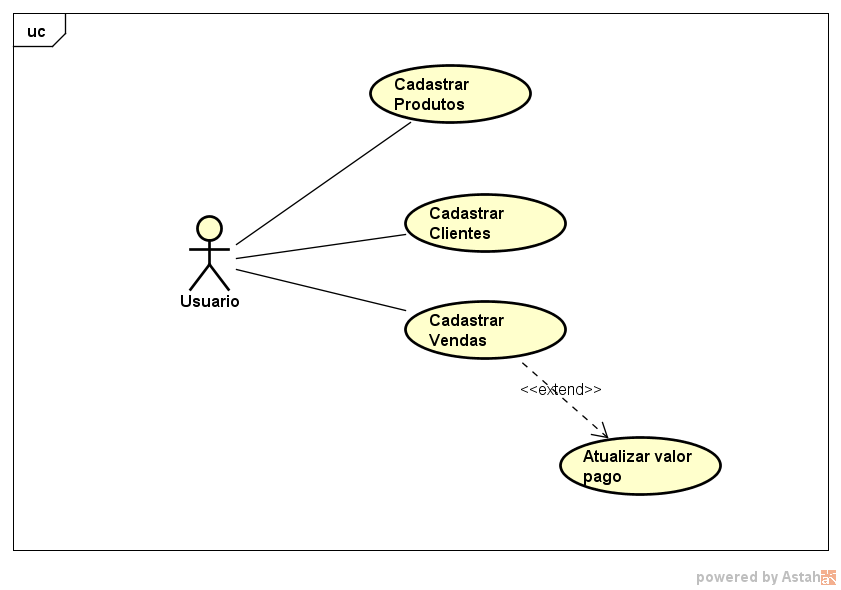 uc
Cadastrar
Produtos
Cadastrar
Clientes
Usuario
Cadastrar
Vendas
<<extend>>
Atualizar valor
pago
powered by Astah